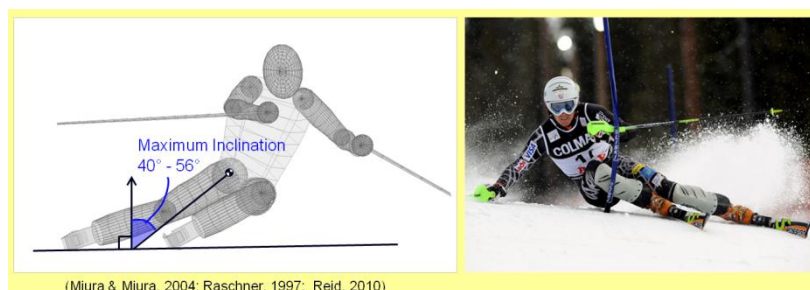 Maximum Inclination
40° - 56°
COLMAR
(Miura & Miura, 2004; Raschner, 1997; Reid, 2010)